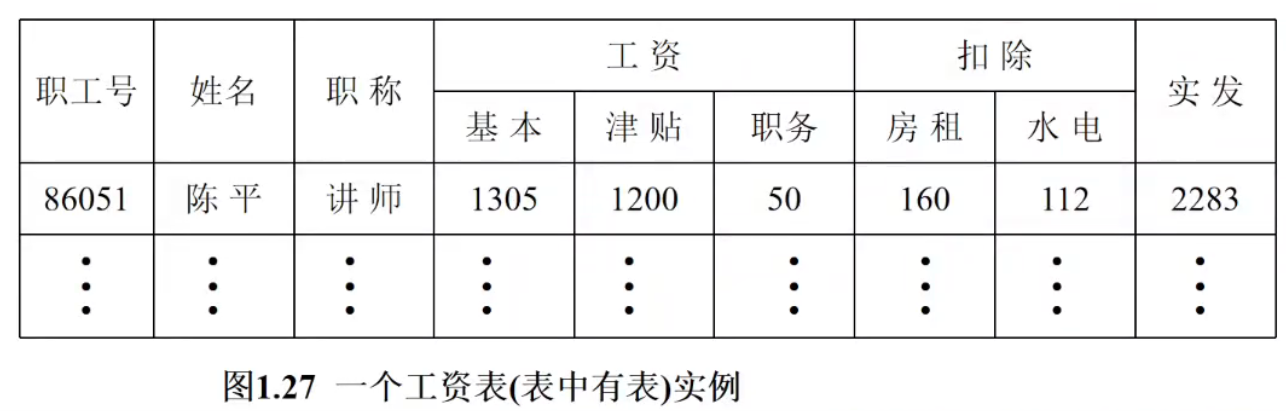 职工号 姓名 职 称 工 资 扣 除 实 发
基 本 津 贴 职务 房 租 水 电
86051 陈 平 讲 师 1305 1200 50 160 112 2283
图1.27 一个工资表(表中有表)实例